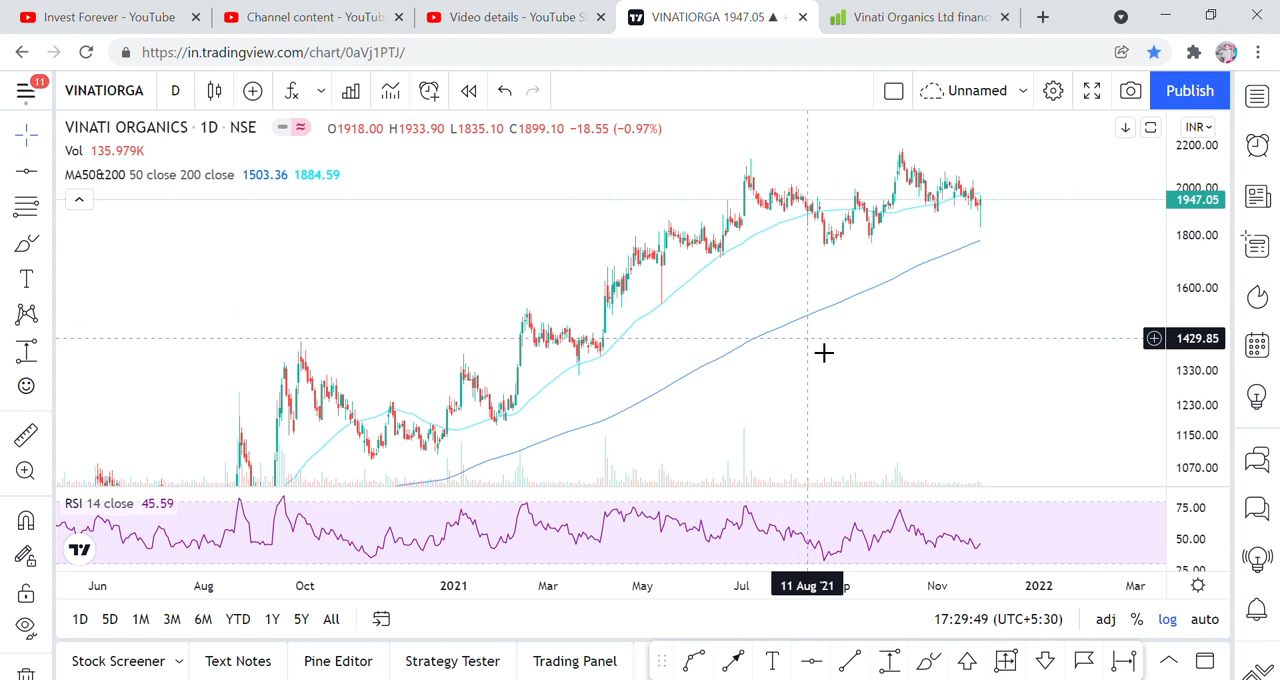 Invest Forever - YouTube
Channel content - YouTub
Video details - YouTube S
VINATIORGA 1947.05 ▲ +
Vinati Organics Ltd financ
https://in.tradingview.com/chart/0aVj1PTJ/
11
VINATIORGA
D
Unnamed
Publish
VINATI ORGANICS · 1D · NSE
O1918.00 H1933.90 L1835.10 C1899.10 −18.55 (−0.97%)
INR
Vol 135.979K
MA50&200 50 close 200 close 1503.36 1884.59
2200.00
2000.00
1947.05
1800.00
1600.00
1429.85
1330.00
1230.00
1150.00
1070.00
RSI 14 close 45.59
75.00
50.00
25.00
Jun Aug Oct 2021 Mar May Jul 11 Aug '21 Nov 2022 Mar
1D 5D 1M 3M 6M YTD 1Y 5Y All
17:29:49 (UTC+5:30)
adj % log auto
Stock Screener
Text Notes
Pine Editor
Strategy Tester
Trading Panel